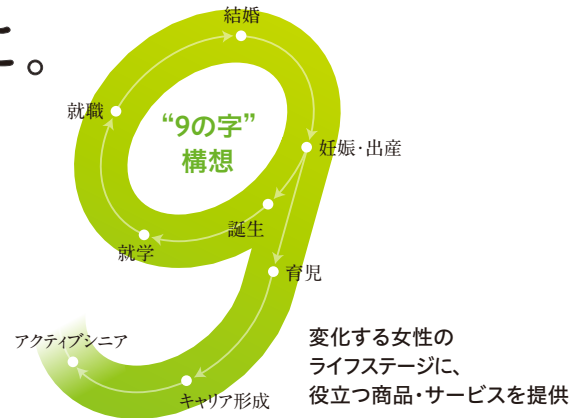 た。
結婚
就職
“9の字”
構想
妊娠・出産
誕生
就学
育児
アクティブシニア
キャリア形成
変化する女性の
ライフステージに、
役立つ商品・サービスを提供